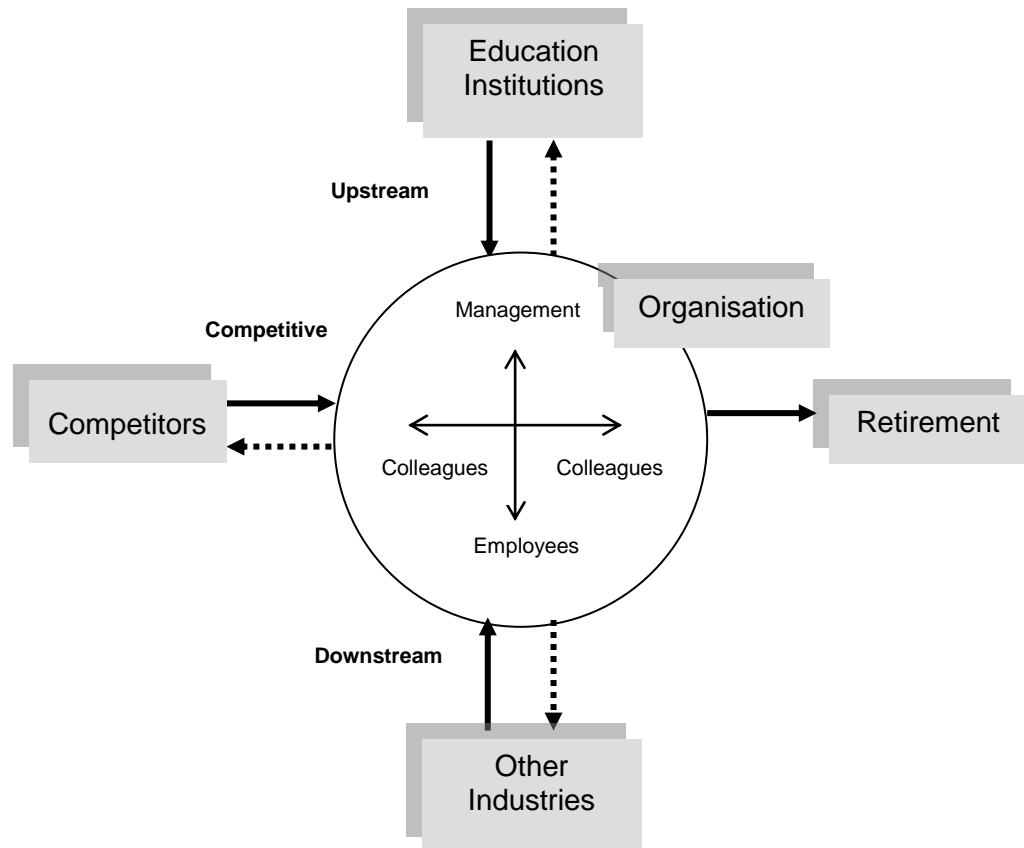 Education
Institutions
Upstream
Management
Organisation
Competitive
Competitors
Retirement
Colleagues
Colleagues
Employees
Downstream
Other
Industries